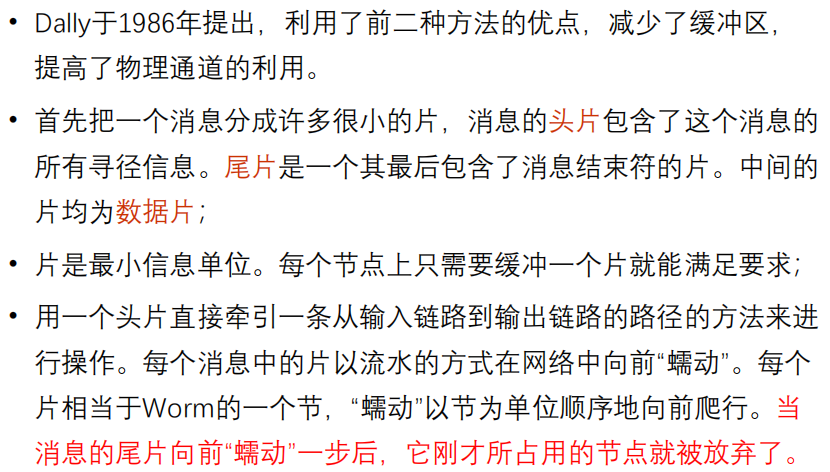 • Dally于1986年提出，利用了前二种方法的优点，减少了缓冲区，
提高了物理通道的利用。
• 首先把一个消息分成许多很小的片，消息的头片包含了这个消息的
所有寻径信息。尾片是一个其最后包含了消息结束符的片。中间的
片均为数据片；
• 片是最小信息单位。每个节点上只需要缓冲一个片就能满足要求；
• 用一个头片直接牵引一条从输入链路到输出链路的路径的方法来进
行操作。每个消息中的片以流水的方式在网络中向前“蠕动”。每个
片相当于Worm的一个节，“蠕动”以节为单位顺序地向前爬行。当
消息的尾片向前“蠕动”一步后，它刚才所占用的节点就被放弃了。